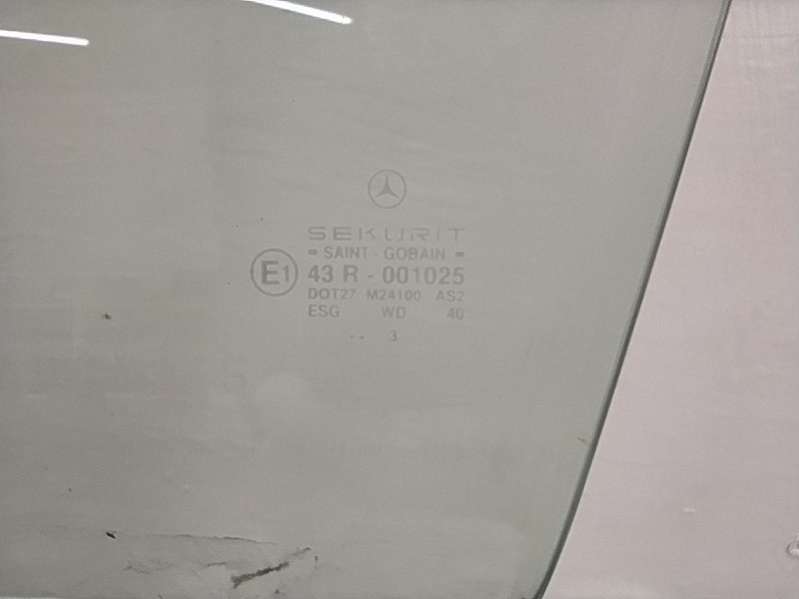 SEKURIT
= SAINT - GOBAIN =
E1 43 R - 001025
DOT27 M24100 AS2
ESG WD 40
.. 3